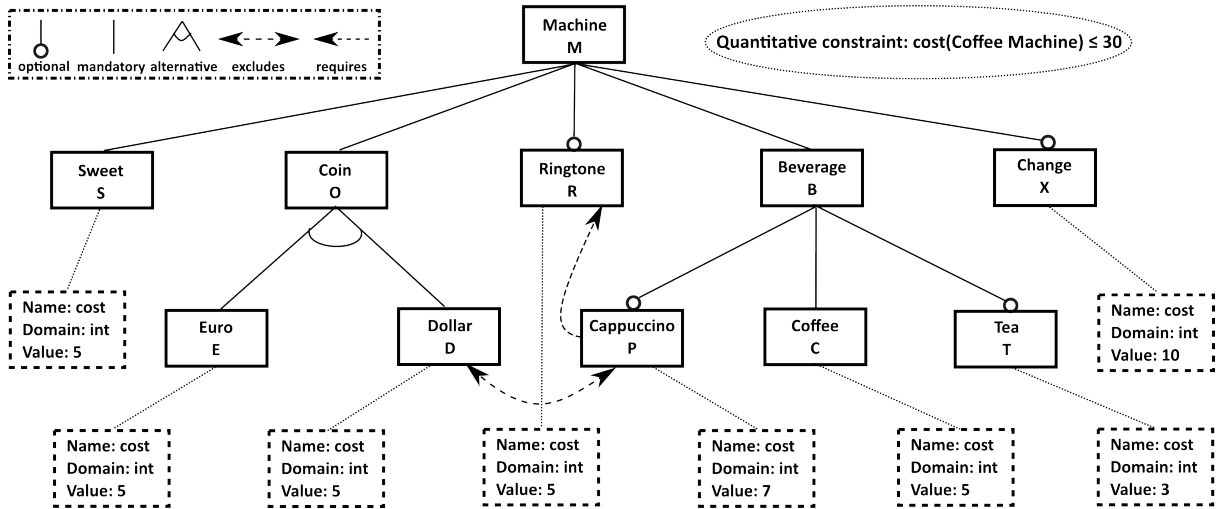 Machine
M
Quantitative constraint: cost(Coffee Machine) ≤ 30
optional mandatory alternative excludes requires
Sweet
S
Coin
O
Ringtone
R
Beverage
B
Change
X
Name: cost
Domain: int
Value: 5
Euro
E
Dollar
D
Cappuccino
P
Coffee
C
Tea
T
Name: cost
Domain: int
Value: 10
Name: cost
Domain: int
Value: 5
Name: cost
Domain: int
Value: 5
Name: cost
Domain: int
Value: 5
Name: cost
Domain: int
Value: 7
Name: cost
Domain: int
Value: 5
Name: cost
Domain: int
Value: 3